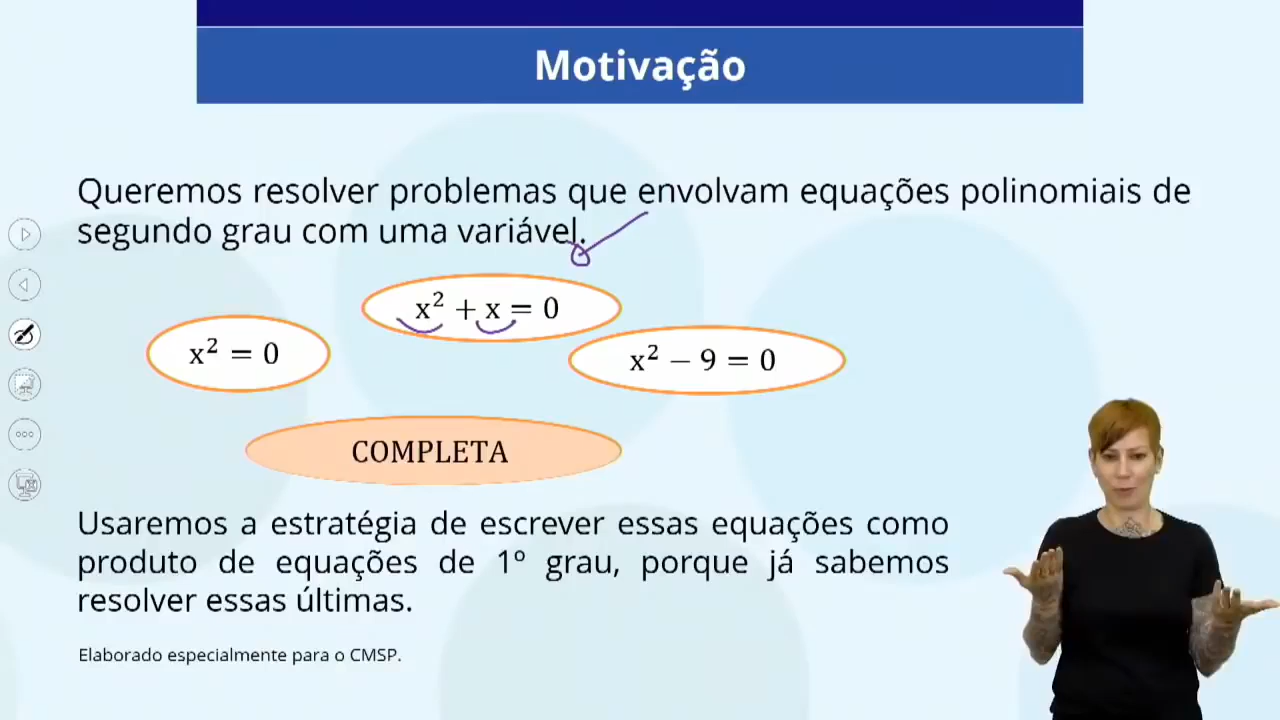 Motivação
Queremos resolver problemas que envolvam equações polinomiais de
segundo grau com uma variável.
x² + x = 0
x² = 0
x² − 9 = 0
COMPLETA
Usaremos a estratégia de escrever essas equações como
produto de equações de 1º grau, porque já sabemos
resolver essas últimas.
Elaborado especialmente para o CMSP.